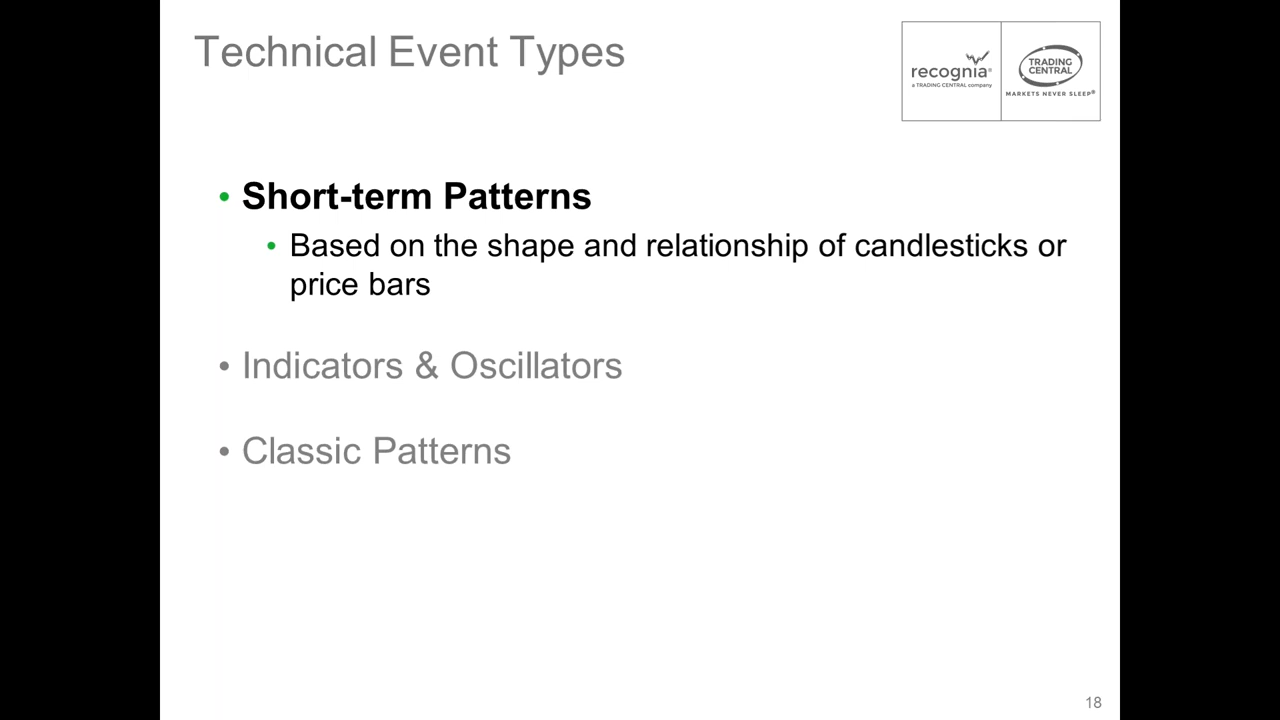 Technical Event Types
recognia®
a TRADING CENTRAL company
TRADING
CENTRAL
MARKETS NEVER SLEEP®
• Short-term Patterns
• Based on the shape and relationship of candlesticks or
price bars
• Indicators & Oscillators
• Classic Patterns
18